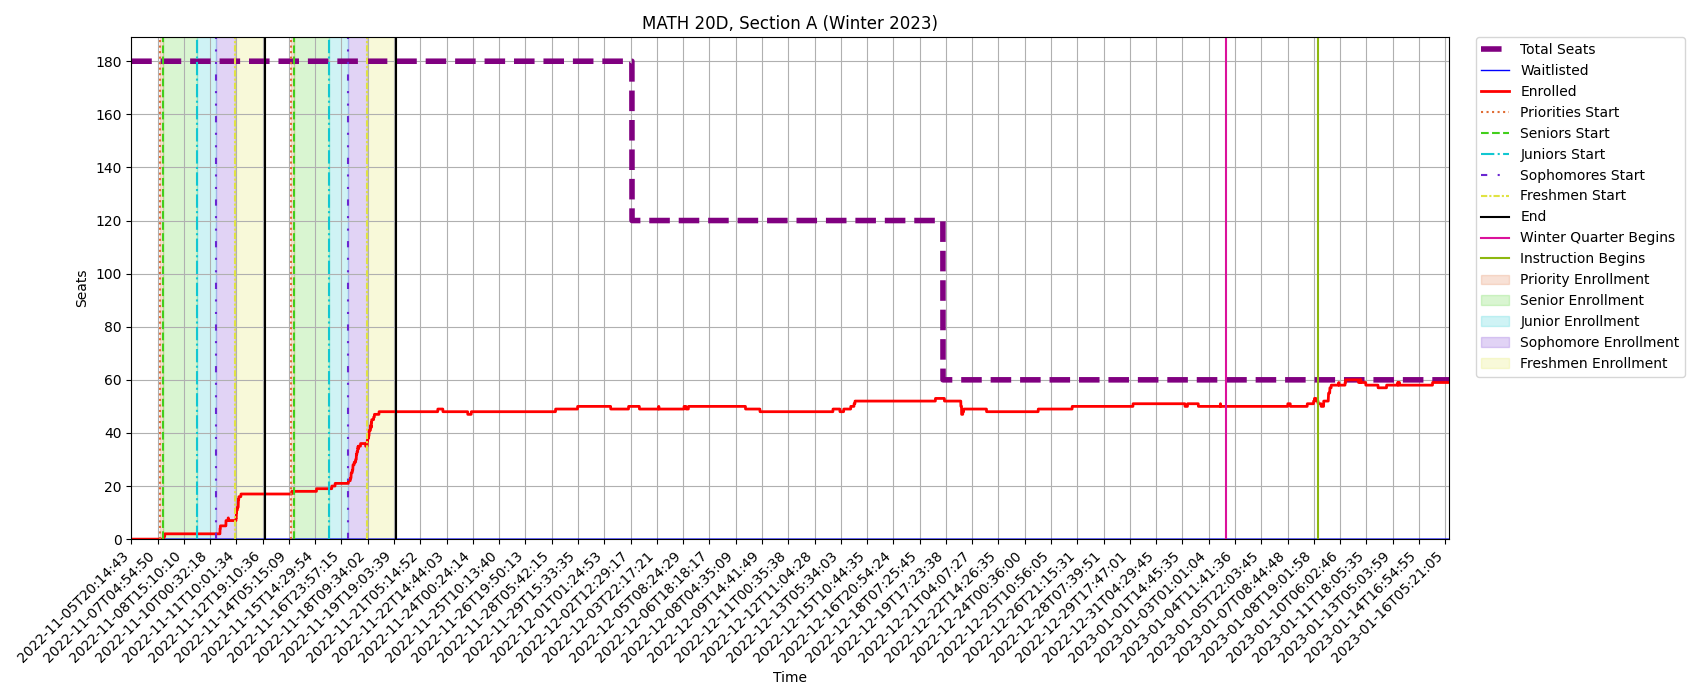 MATH 20D, Section A (Winter 2023)
Seats
180
160
140
120
100
80
60
40
20
0
2022-11-05T20:14:43
2022-11-07T04:54:50
2022-11-08T15:10:10
2022-11-10T00:32:18
2022-11-11T10:01:34
2022-11-12T19:10:36
2022-11-14T05:15:09
2022-11-15T14:29:54
2022-11-16T23:57:15
2022-11-18T09:34:02
2022-11-19T19:03:39
2022-11-21T05:14:52
2022-11-22T14:44:03
2022-11-24T00:24:14
2022-11-25T10:13:40
2022-11-26T19:50:13
2022-11-28T05:42:15
2022-11-29T15:33:35
2022-12-01T01:24:53
2022-12-02T12:29:17
2022-12-03T22:17:21
2022-12-05T08:24:29
2022-12-06T18:18:17
2022-12-08T04:35:09
2022-12-09T14:41:49
2022-12-11T00:35:38
2022-12-12T11:04:28
2022-12-13T05:34:03
2022-12-15T10:44:35
2022-12-16T20:54:24
2022-12-18T07:25:45
2022-12-19T17:23:38
2022-12-21T04:07:27
2022-12-22T14:26:35
2022-12-24T00:36:00
2022-12-25T10:56:05
2022-12-26T21:15:31
2022-12-28T07:39:51
2022-12-29T17:47:01
2022-12-31T04:29:45
2023-01-01T14:45:35
2023-01-03T01:01:04
2023-01-04T11:41:36
2023-01-05T22:03:45
2023-01-07T08:44:48
2023-01-08T19:01:58
2023-01-10T06:02:46
2023-01-11T18:05:35
2023-01-13T05:03:59
2023-01-14T16:54:55
2023-01-16T05:21:05
Time
Total Seats
Waitlisted
Enrolled
Priorities Start
Seniors Start
Juniors Start
Sophomores Start
Freshmen Start
End
Winter Quarter Begins
Instruction Begins
Priority Enrollment
Senior Enrollment
Junior Enrollment
Sophomore Enrollment
Freshmen Enrollment